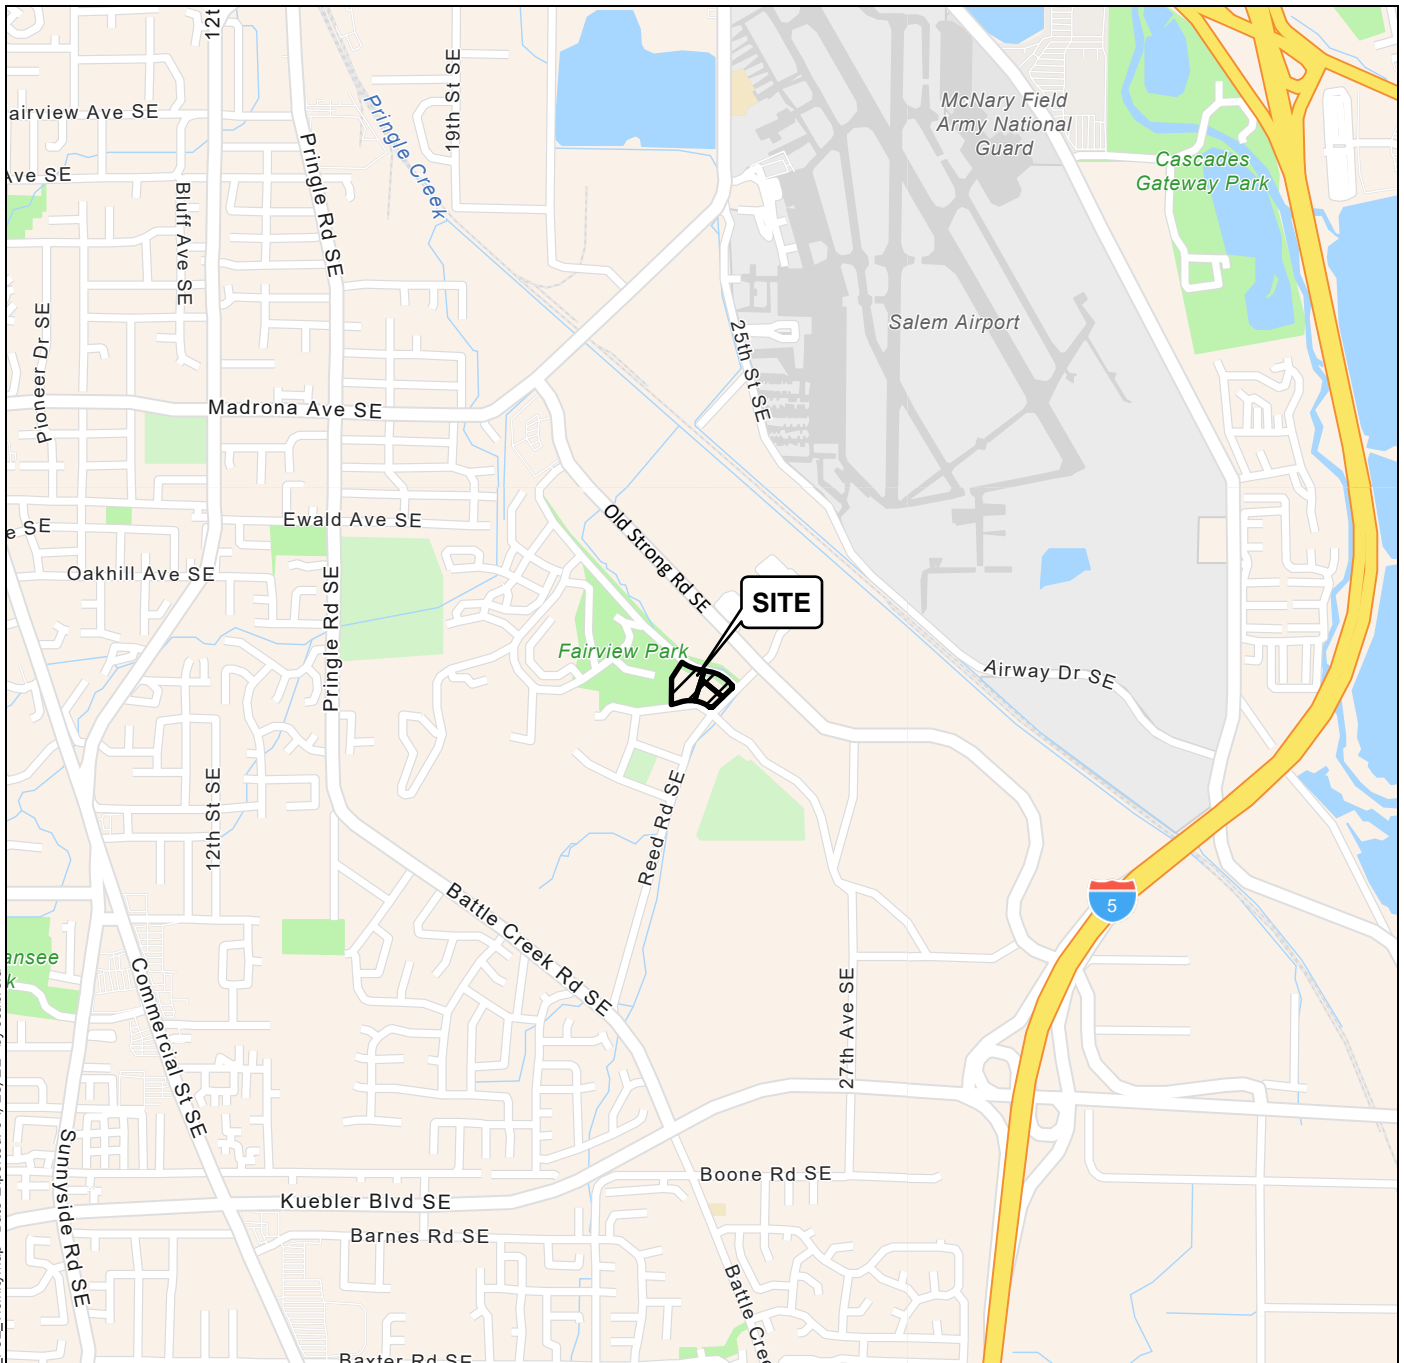 12t
19th St SE
airview Ave SE
Pringle Creek
McNary Field
Army National
Guard
Cascades
Gateway Park
Ave SE
Bluff Ave SE
Pringle Rd SE
Pioneer Dr SE
Salem Airport
25th St SE
Madrona Ave SE
Ewald Ave SE
e SE
Oakhill Ave SE
Old Strong Rd SE
SITE
Pringle Rd SE
Fairview Park
Airway Dr SE
12th St SE
Reed Rd SE
5
Battle Creek Rd SE
ansee
k
Commercial St SE
27th Ave SE
Sunnyside Rd SE
Boone Rd SE
Kuebler Blvd SE
Barnes Rd SE
Battle Cree
Baxter Rd SE